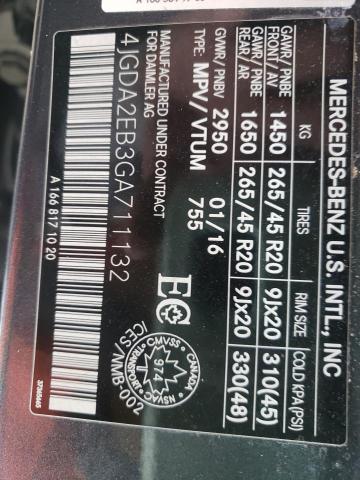 MERCEDES-BENZ U.S. INTL., INC
KG TIRES RIM SIZE COLD KPA(PSI)
GAWR / PNBE
FRONT / AV 1450 265/45 R20 9Jx20 310(45)
GAWR / PNBE
REAR / AR 1650 265/45 R20 9Jx20 330(48)
GVWR / PNBV 2950 01/16
TYPE MPV/VTUM 755
MANUFACTURED UNDER CONTRACT
FOR DAIMLER AG
4JGDA2EB3GA711132
EC
CANADA
CMVSS
974
NSVAC
CES/NMB-002
A 166 817 10 20